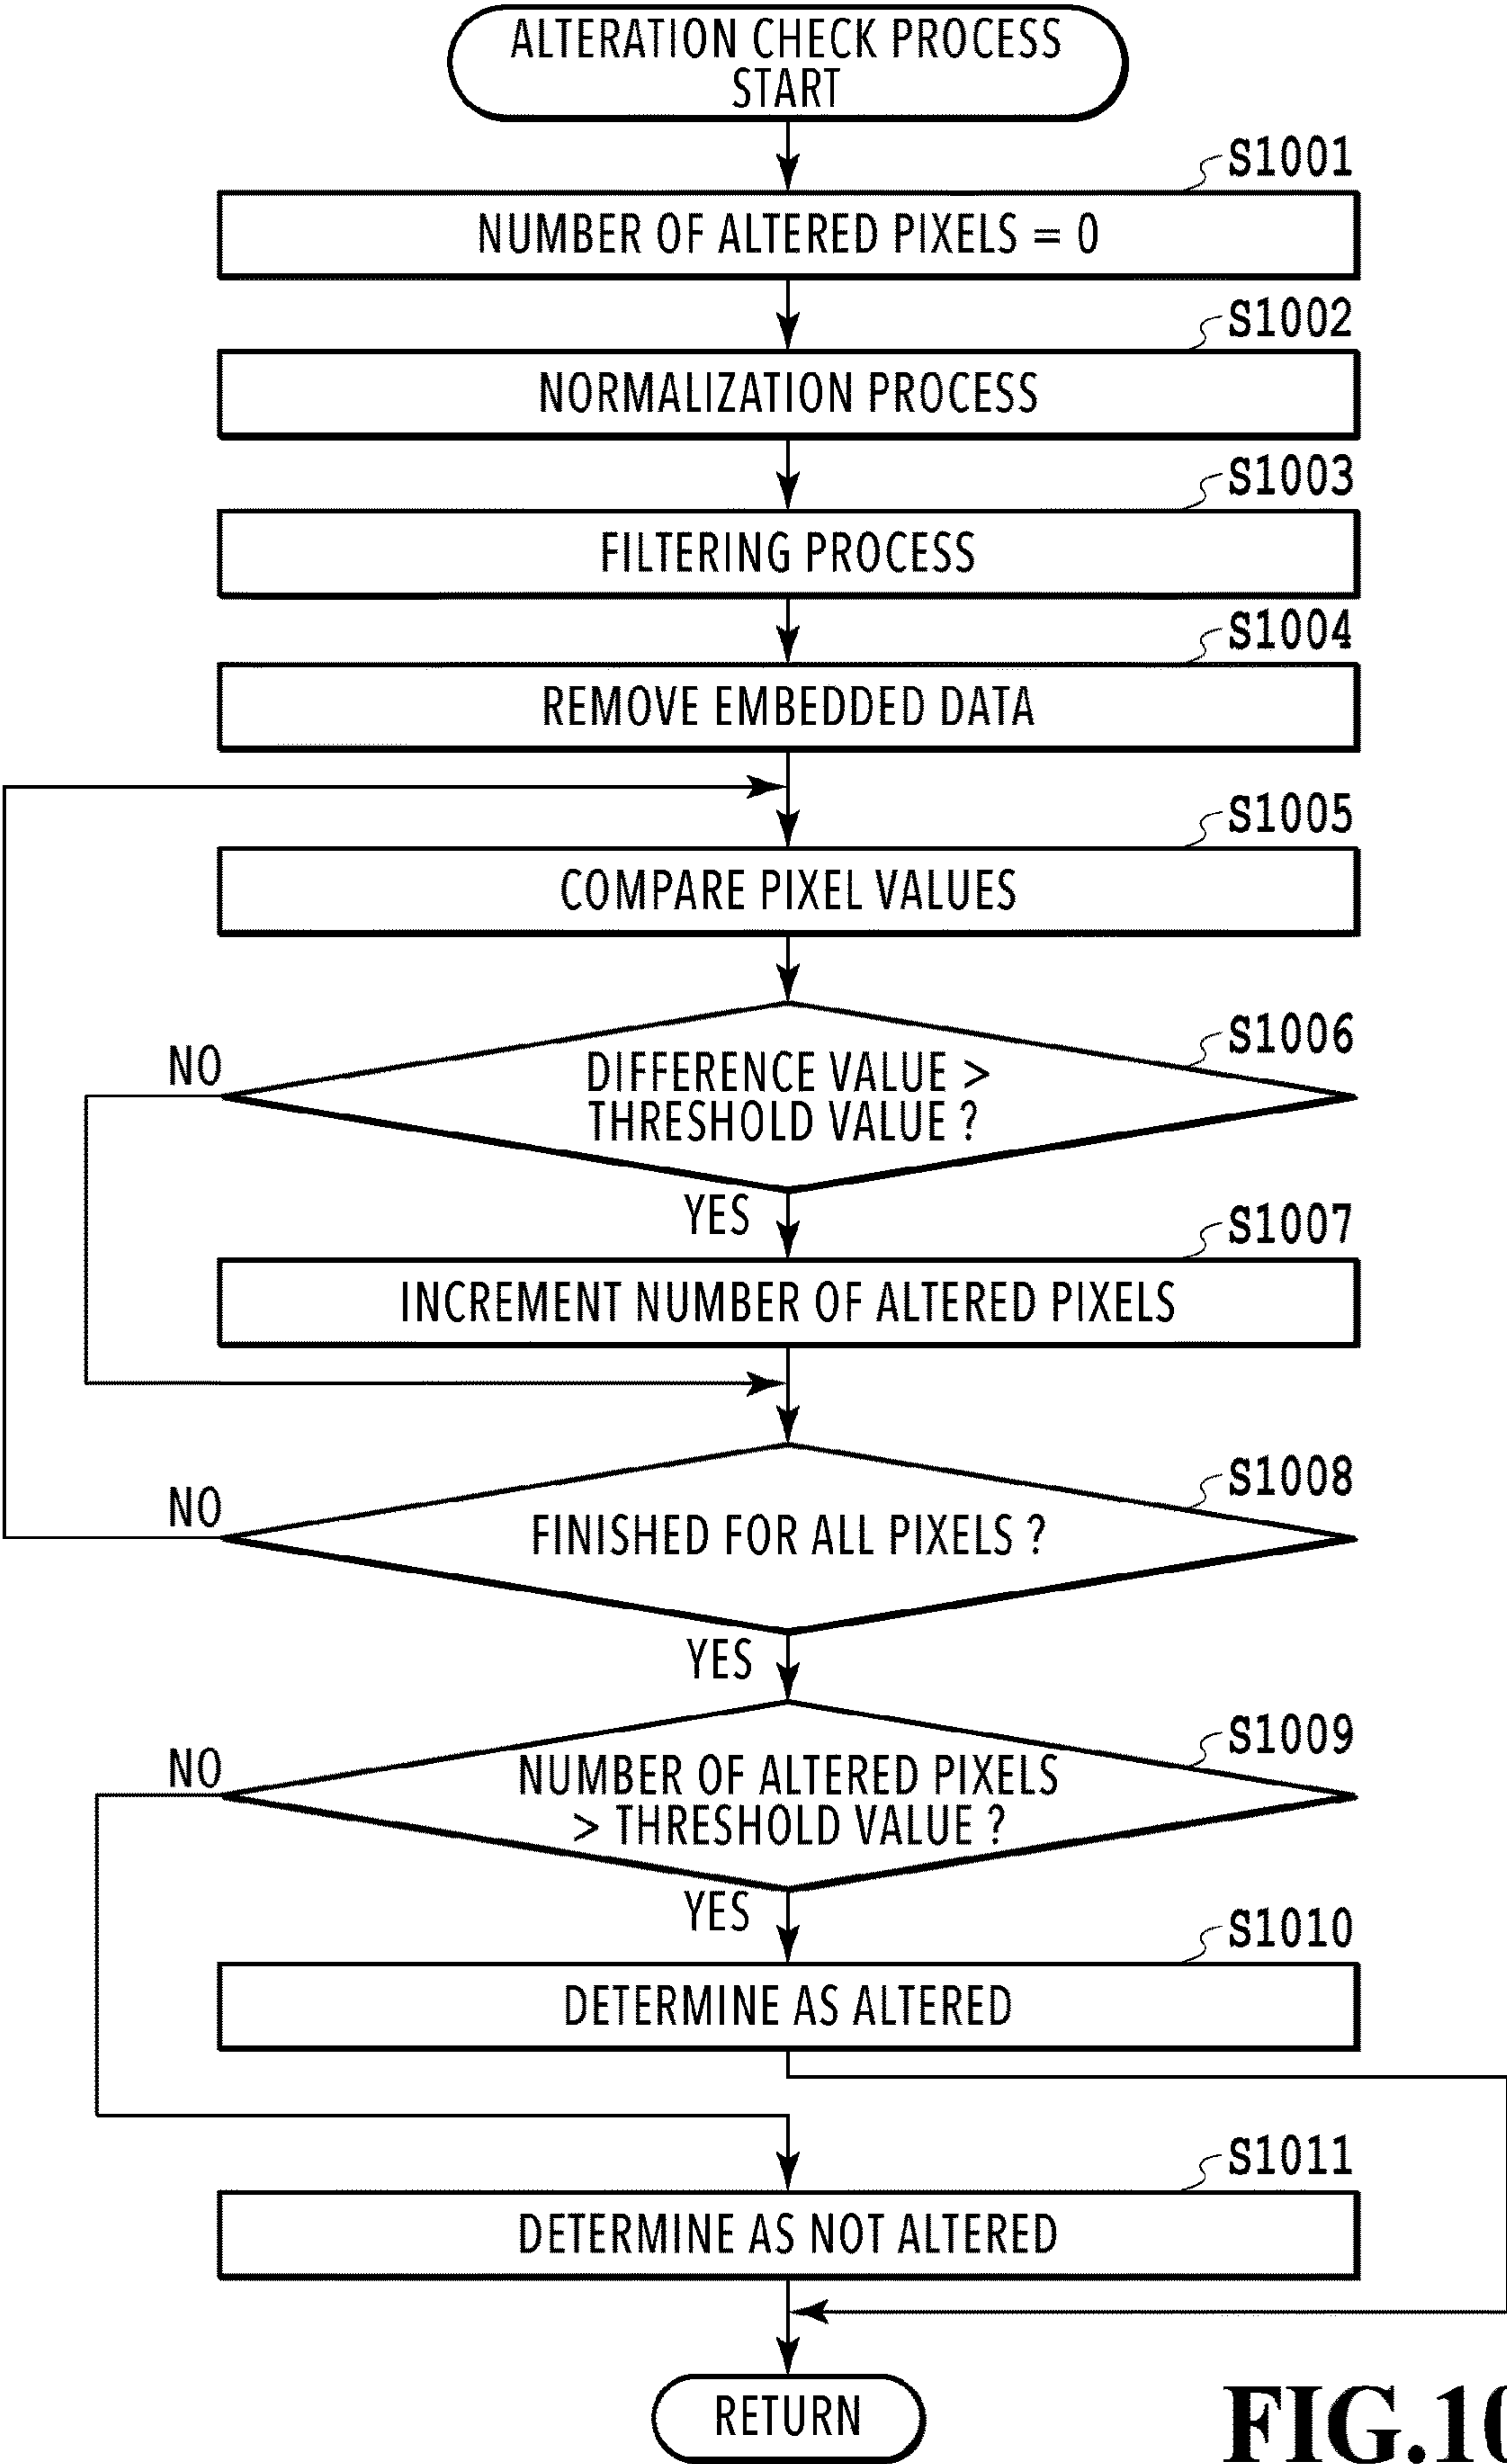 ALTERATION CHECK PROCESS
START
S1001
NUMBER OF ALTERED PIXELS = 0
S1002
NORMALIZATION PROCESS
S1003
FILTERING PROCESS
S1004
REMOVE EMBEDDED DATA
S1005
COMPARE PIXEL VALUES
S1006
NO
DIFFERENCE VALUE >
THRESHOLD VALUE ?
YES
S1007
INCREMENT NUMBER OF ALTERED PIXELS
S1008
NO
FINISHED FOR ALL PIXELS ?
YES
S1009
NO
NUMBER OF ALTERED PIXELS
> THRESHOLD VALUE ?
YES
S1010
DETERMINE AS ALTERED
S1011
DETERMINE AS NOT ALTERED
RETURN
FIG.10